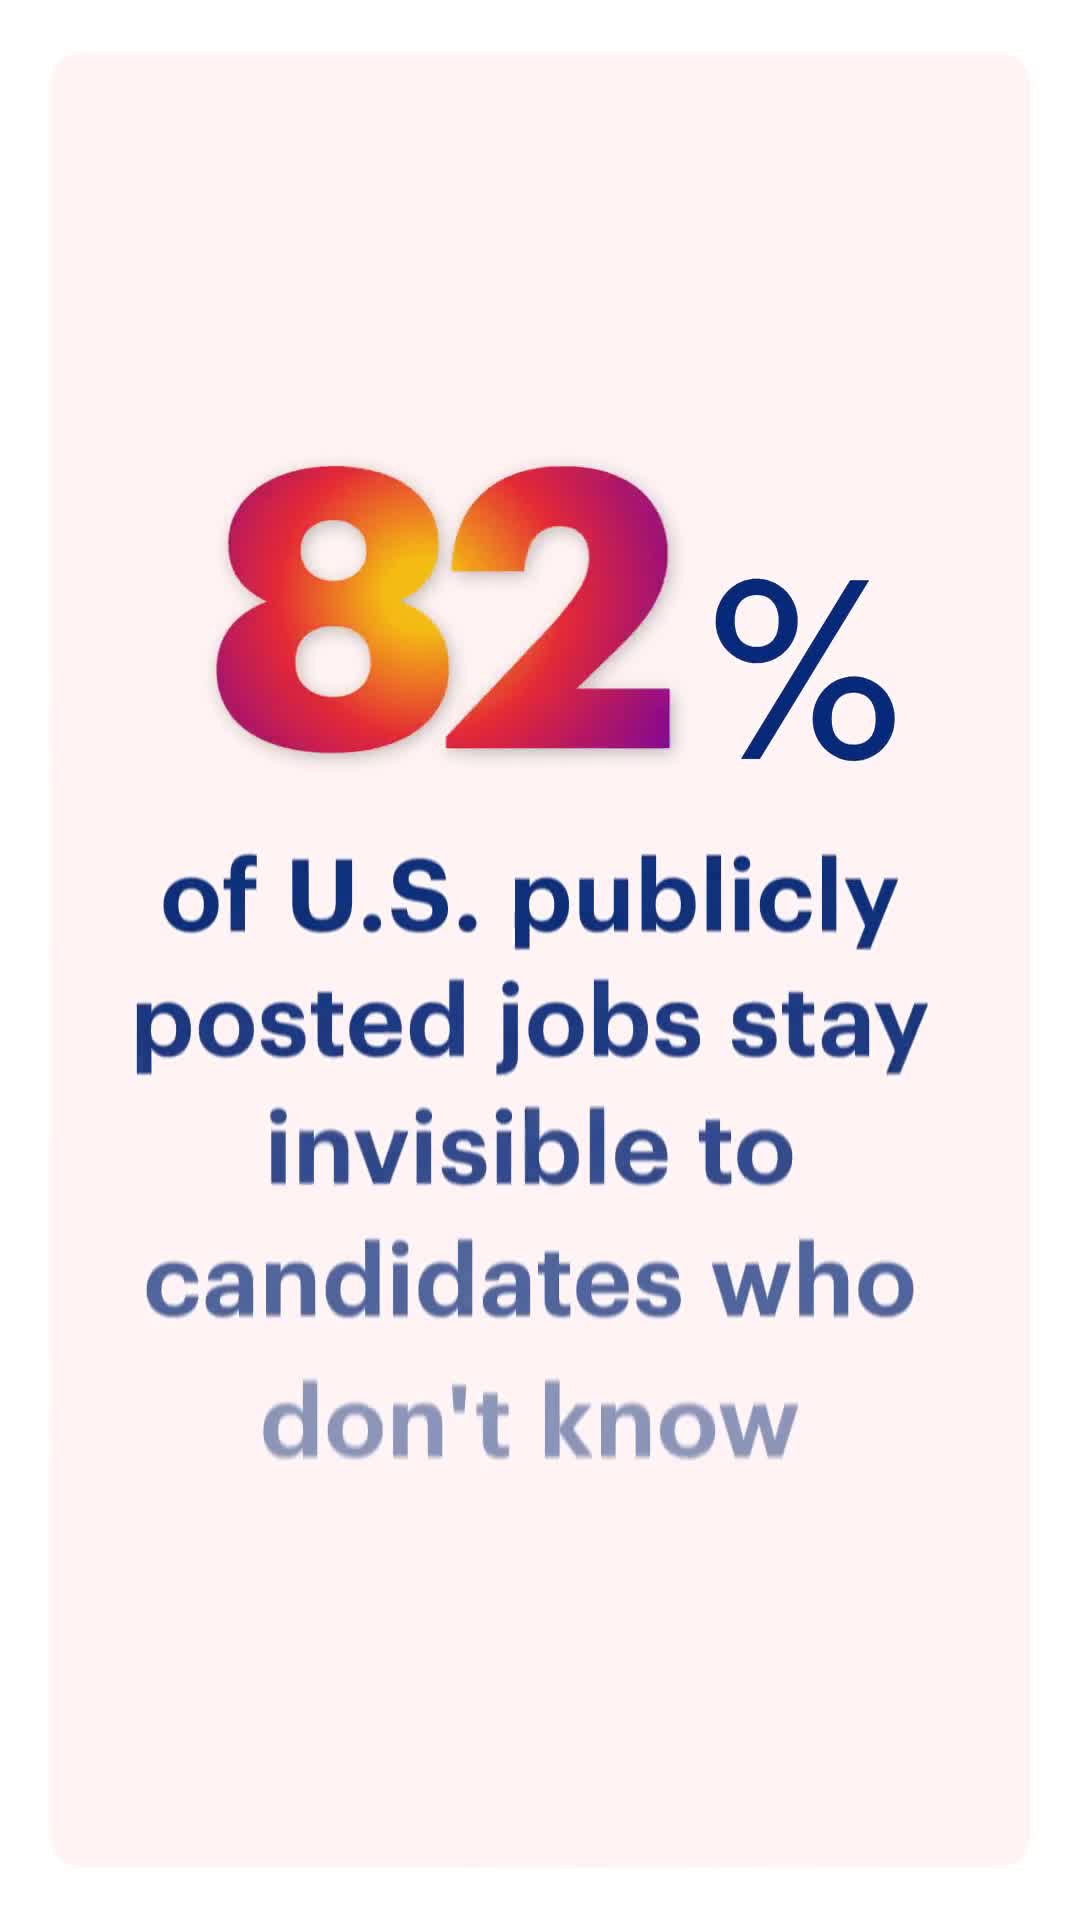 82%
of U.S. publicly
posted jobs stay
invisible to
candidates who
don't know